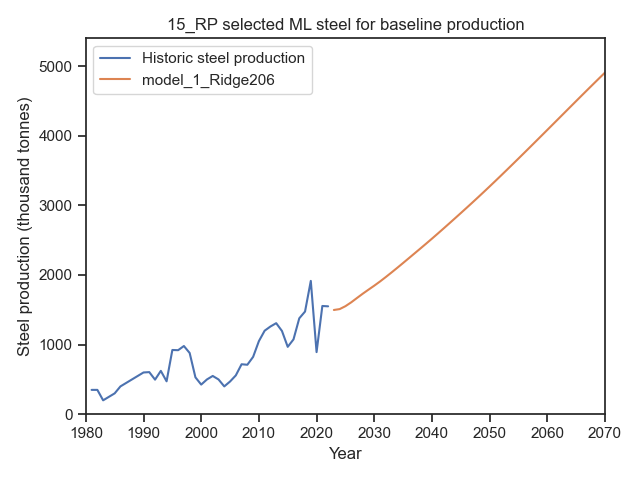 15_RP selected ML steel for baseline production
Historic steel production
model_1_Ridge206
Steel production (thousand tonnes)
5000
4000
3000
2000
1000
0
1980 1990 2000 2010 2020 2030 2040 2050 2060 2070
Year